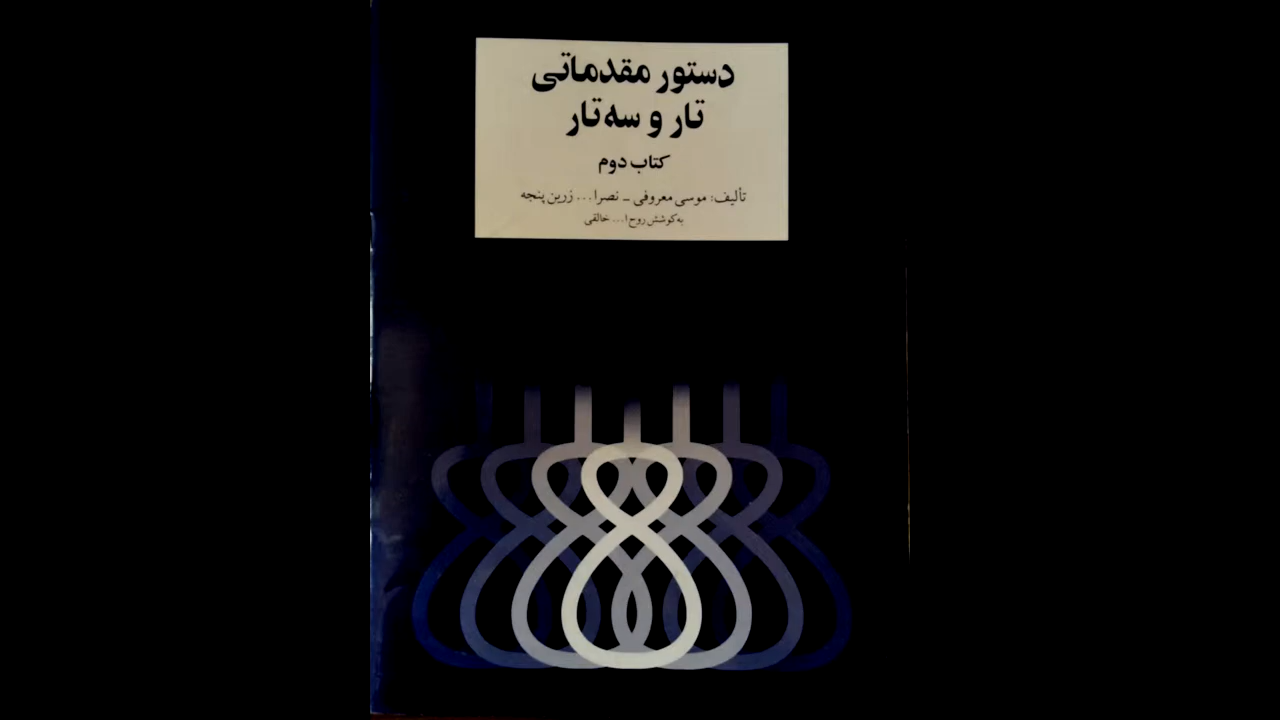 دستور مقدماتی
تار و سه‌تار
کتاب دوم
تألیف: موسی معروفی ـ نصرا... زرین پنجه
به‌کوشش روح ا... خالقی